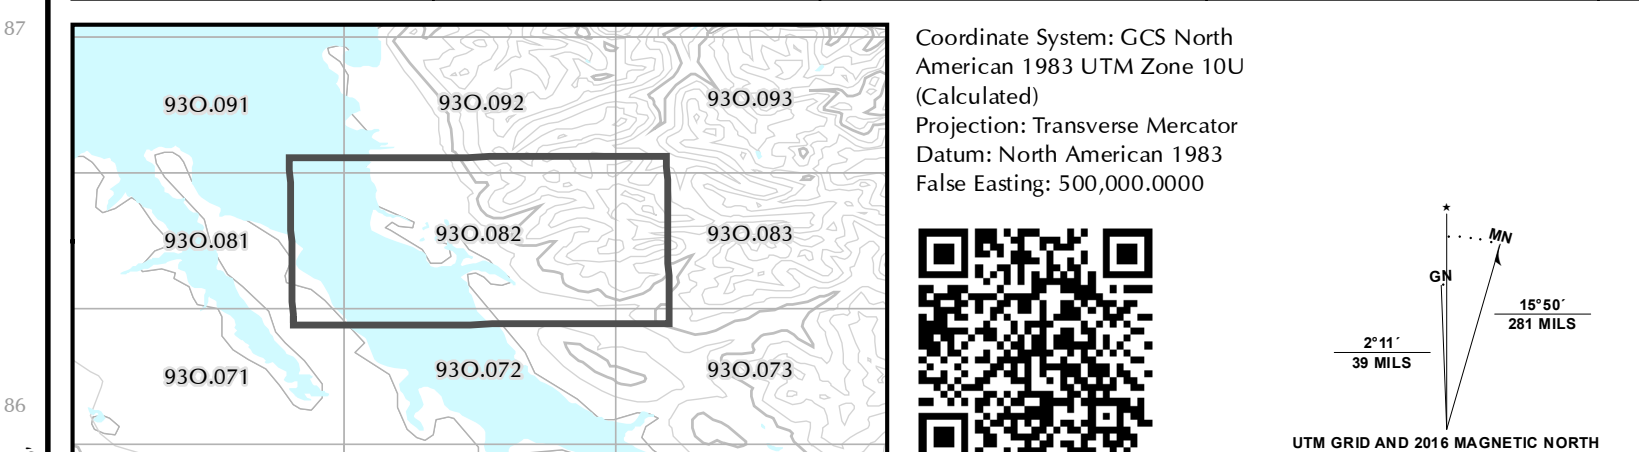 87
93O.091
93O.092
93O.093
93O.081
93O.082
93O.083
93O.071
93O.072
93O.073
86
Coordinate System: GCS North
American 1983 UTM Zone 10U
(Calculated)
Projection: Transverse Mercator
Datum: North American 1983
False Easting: 500,000.0000
MN
GN
15°50´
281 MILS
2°11´
39 MILS
UTM GRID AND 2016 MAGNETIC NORTH